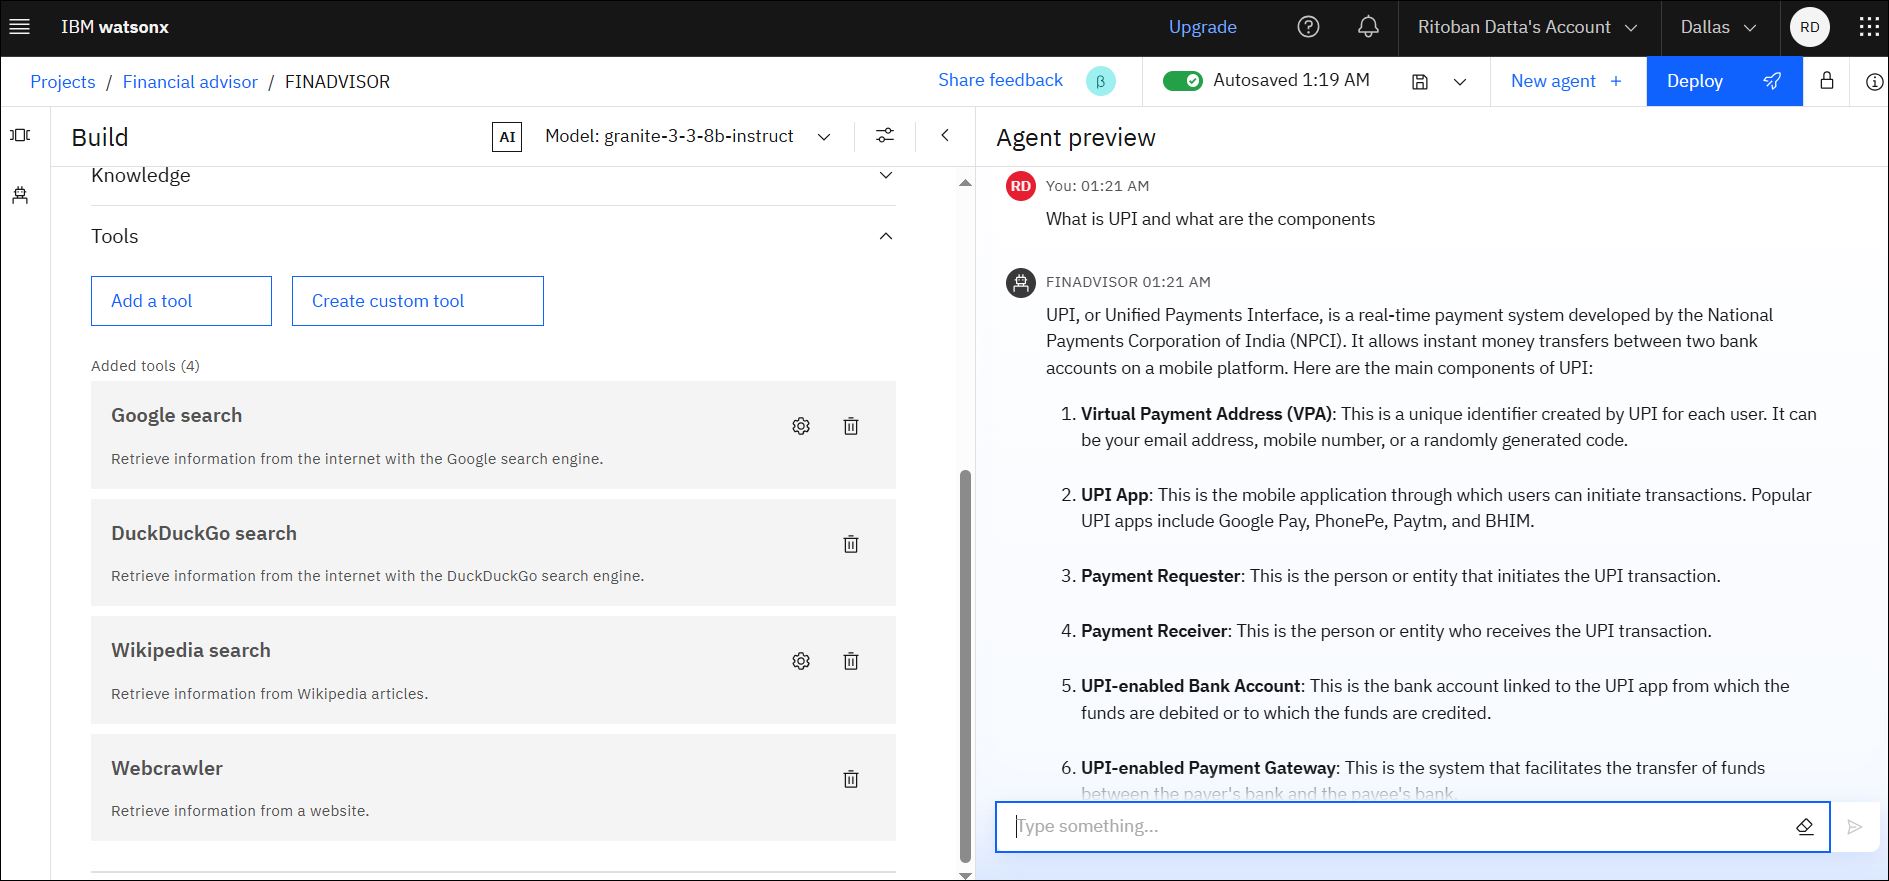 IBM watsonx
Upgrade
Ritoban Datta's Account
Dallas
RD
Projects / Financial advisor / FINADVISOR
Share feedback
β
Autosaved 1:19 AM
New agent +
Deploy
Build
AI
Model: granite-3-3-8b-instruct
Knowledge
Tools
Add a tool
Create custom tool
Added tools (4)
Google search
Retrieve information from the internet with the Google search engine.
DuckDuckGo search
Retrieve information from the internet with the DuckDuckGo search engine.
Wikipedia search
Retrieve information from Wikipedia articles.
Webcrawler
Retrieve information from a website.
Agent preview
RD
You: 01:21 AM
What is UPI and what are the components
FINADVISOR 01:21 AM
UPI, or Unified Payments Interface, is a real-time payment system developed by the National
Payments Corporation of India (NPCI). It allows instant money transfers between two bank
accounts on a mobile platform. Here are the main components of UPI:
1. Virtual Payment Address (VPA): This is a unique identifier created by UPI for each user. It can
be your email address, mobile number, or a randomly generated code.
2. UPI App: This is the mobile application through which users can initiate transactions. Popular
UPI apps include Google Pay, PhonePe, Paytm, and BHIM.
3. Payment Requester: This is the person or entity that initiates the UPI transaction.
4. Payment Receiver: This is the person or entity who receives the UPI transaction.
5. UPI-enabled Bank Account: This is the bank account linked to the UPI app from which the
funds are debited or to which the funds are credited.
6. UPI-enabled Payment Gateway: This is the system that facilitates the transfer of funds
between the payer's bank and the payee's bank.
Type something...